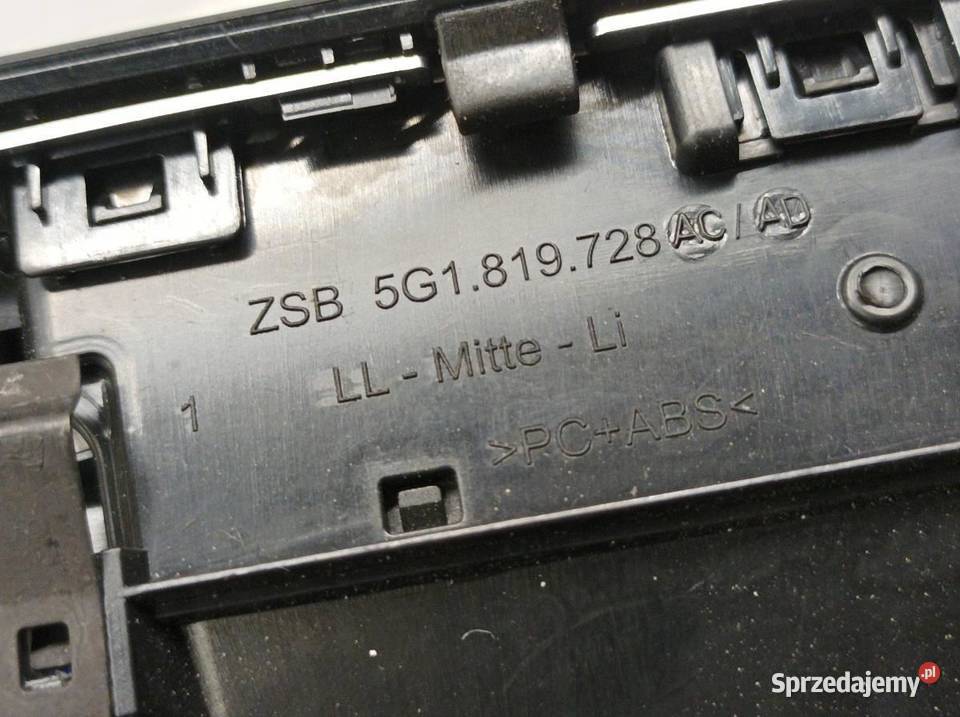 ZSB 5G1.819.728 AC / AD
LL - Mitte - Li
1
>PC+ABS<
Sprzedajemy.pl